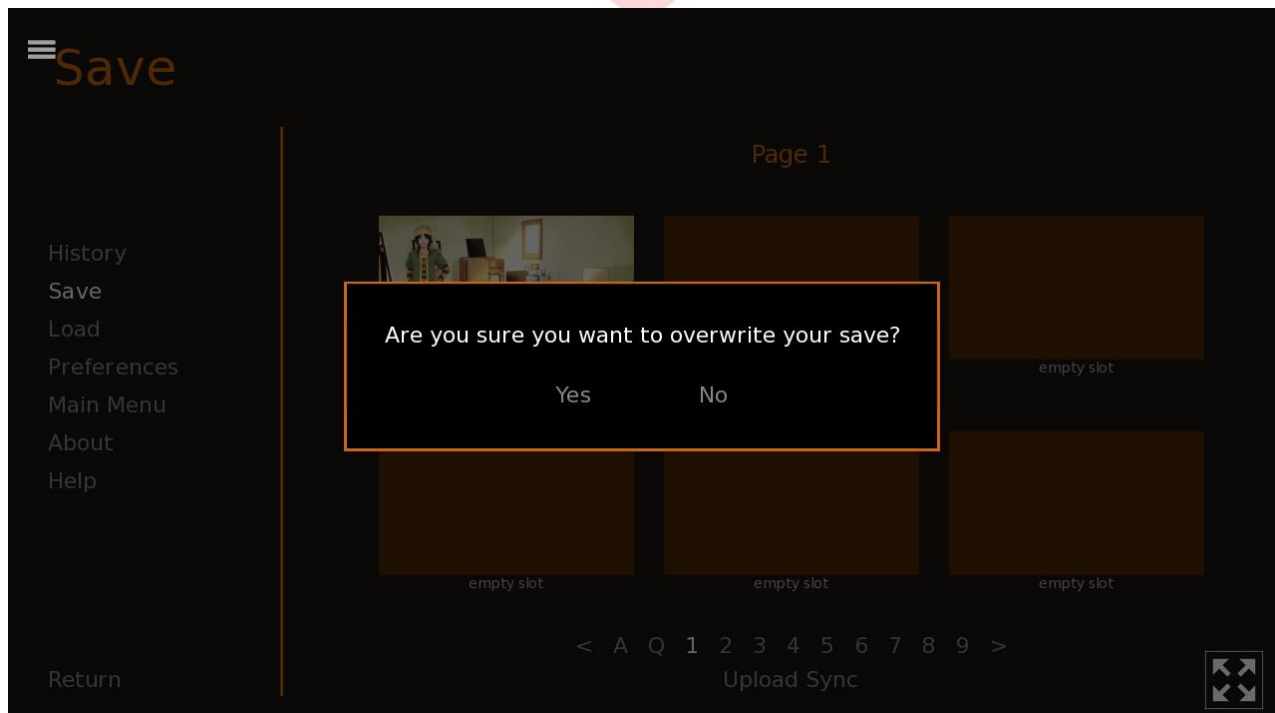 Save
Page 1
History
Save
Load
Preferences
Main Menu
About
Help
Return
Are you sure you want to overwrite your save?
Yes No
empty slot
empty slot empty slot empty slot
< A Q 1 2 3 4 5 6 7 8 9 >
Upload Sync